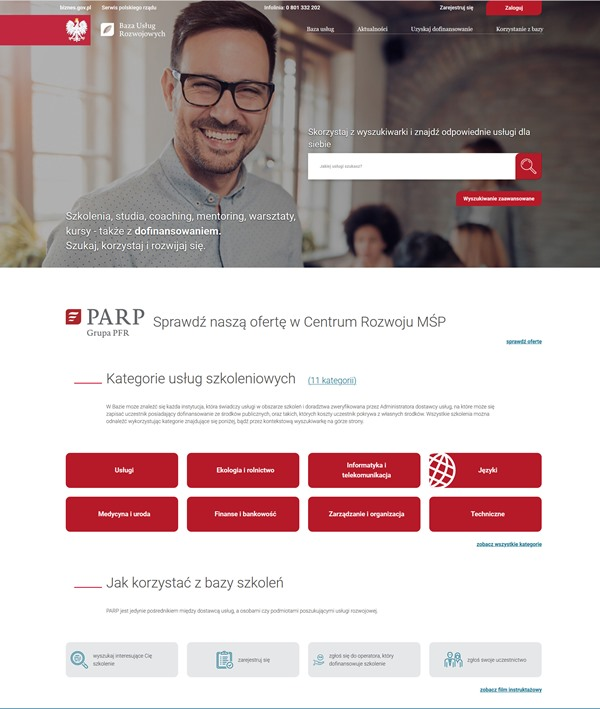 biznes.gov.pl Serwis polskiego rządu Infolinia: 0 801 332 202 Zarejestruj się Zaloguj
Baza Usług
Rozwojowych
Baza usług Aktualności Uzyskaj dofinansowanie Korzystanie z bazy
Skorzystaj z wyszukiwarki i znajdź odpowiednie usługi dla
siebie
Jakiej usługi szukasz?
Wyszukiwanie zaawansowane
Szkolenia, studia, coaching, mentoring, warsztaty,
kursy - także z dofinansowaniem.
Szukaj, korzystaj i rozwijaj się.
PARP
Grupa PFR
Sprawdź naszą ofertę w Centrum Rozwoju MŚP
sprawdź ofertę
Kategorie usług szkoleniowych (11 kategorii)
W Bazie może znaleźć się każda instytucja, która świadczy usługi w obszarze szkoleń i doradztwa zweryfikowana przez Administratora dostawcy usług, na które może się
zapisać uczestnik posiadający dofinansowanie ze środków publicznych, oraz takich, których koszty uczestnik pokrywa z własnych środków. Wszystkie szkolenia można
odnaleźć wykorzystując kategorie znajdujące się poniżej, bądź przez kontekstową wyszukiwarkę na górze strony.
Usługi
Ekologia i rolnictwo
Informatyka i
telekomunikacja
Języki
Medycyna i uroda
Finanse i bankowość
Zarządzanie i organizacja
Techniczne
zobacz wszystkie kategorie
Jak korzystać z bazy szkoleń
PARP jest jedynie pośrednikiem między dostawcą usług, a osobami czy podmiotami poszukującymi usługi rozwojowej.
wyszukaj interesujące Cię
szkolenie
zarejestruj się
zgłoś się do operatora, który
dofinansowuje szkolenie
zgłoś swoje uczestnictwo
zobacz film instruktażowy